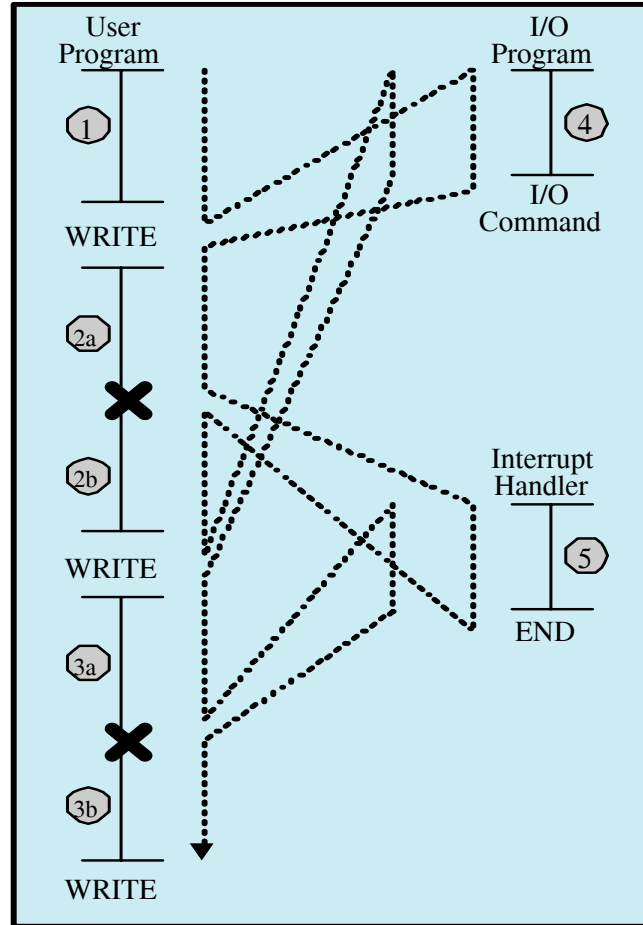 User
Program
1
WRITE
2a
2b
WRITE
3a
3b
WRITE
I/O
Program
4
I/O
Command
Interrupt
Handler
5
END